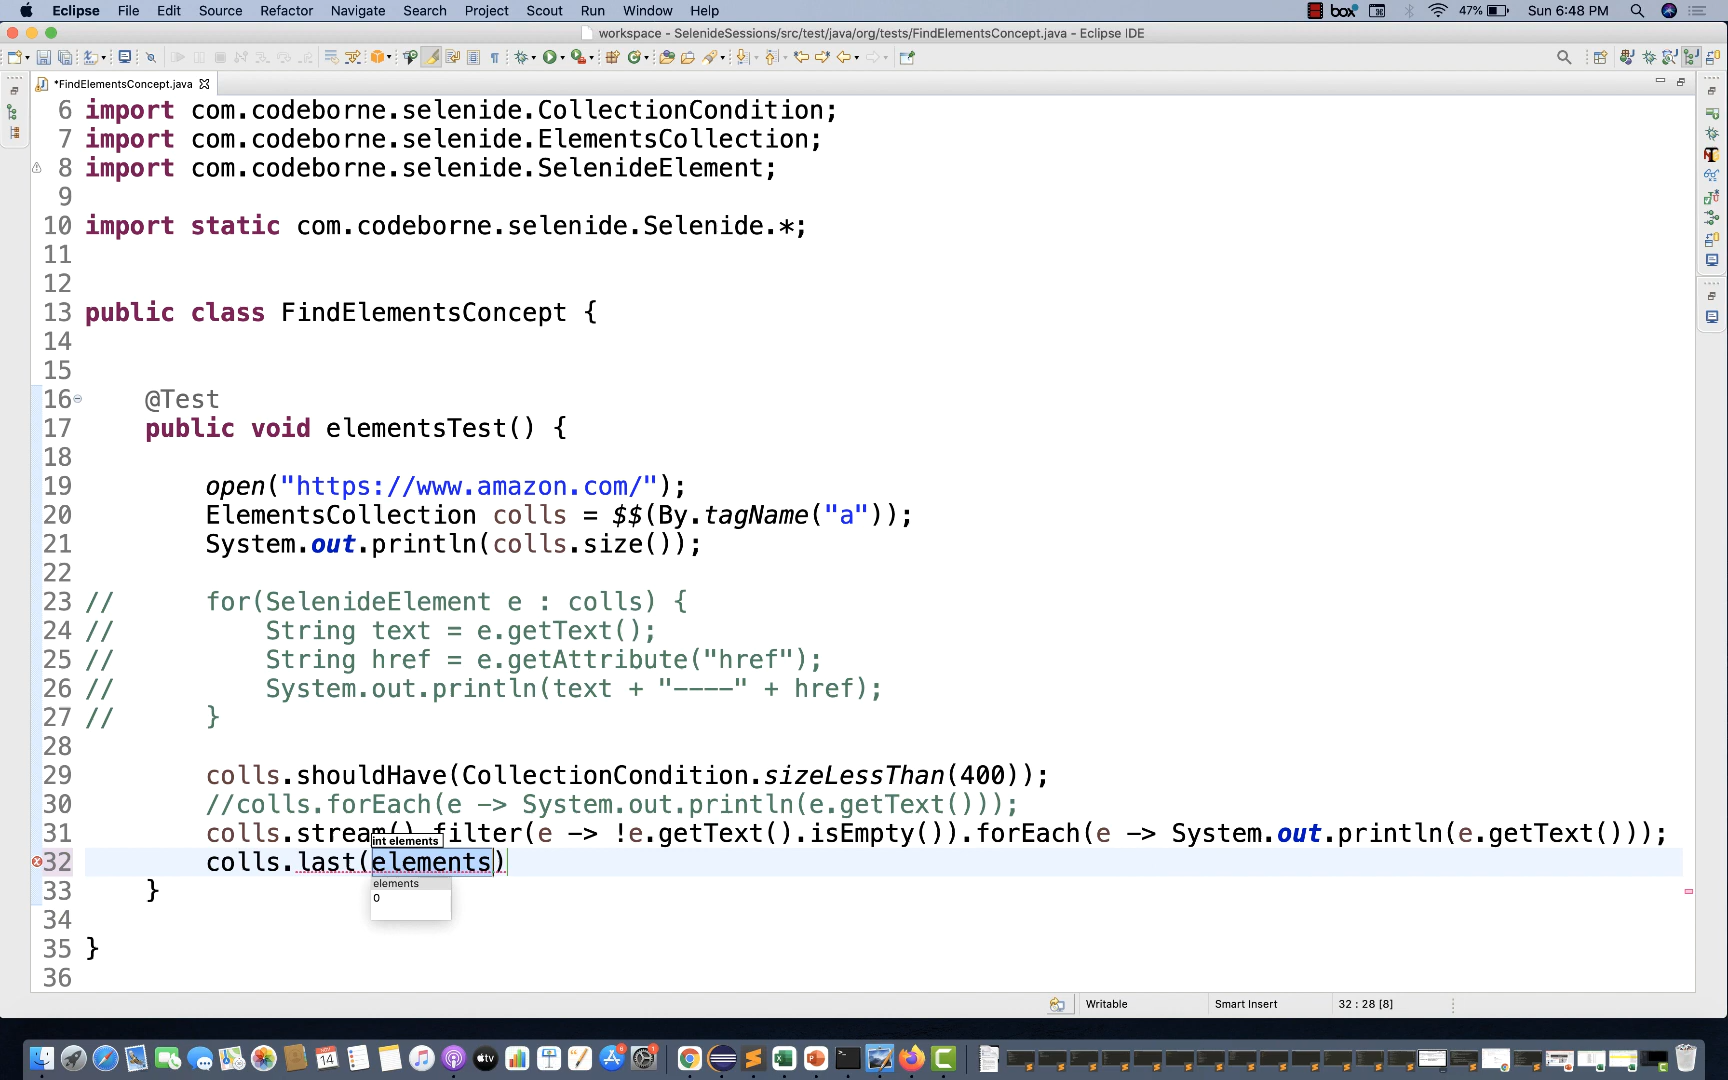 Eclipse File Edit Source Refactor Navigate Search Project Scout Run Window Help box 47% Sun 6:48 PM
workspace - SelenideSessions/src/test/java/org/tests/FindElementsConcept.java - Eclipse IDE
*FindElementsConcept.java
6 import com.codeborne.selenide.CollectionCondition;
7 import com.codeborne.selenide.ElementsCollection;
8 import com.codeborne.selenide.SelenideElement;
9
10 import static com.codeborne.selenide.Selenide.*;
11
12
13 public class FindElementsConcept {
14
15
16 @Test
17 public void elementsTest() {
18
19 open("https://www.amazon.com/");
20 ElementsCollection colls = $$(By.tagName("a"));
21 System.out.println(colls.size());
22
23 // for(SelenideElement e : colls) {
24 // String text = e.getText();
25 // String href = e.getAttribute("href");
26 // System.out.println(text + "----" + href);
27 // }
28
29 colls.shouldHave(CollectionCondition.sizeLessThan(400));
30 //colls.forEach(e -> System.out.println(e.getText()));
31 colls.stream().filter(e -> !e.getText().isEmpty()).forEach(e -> System.out.println(e.getText()));
int elements
32 colls.last(elements)
elements
33 }
0
34
35 }
36
Writable Smart Insert 32 : 28 [8]